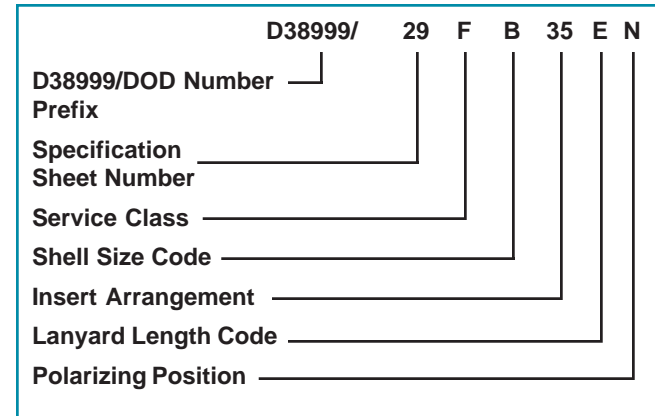 D38999/ 29 F B 35 E N
D38999/DOD Number
Prefix
Specification
Sheet Number
Service Class
Shell Size Code
Insert Arrangement
Lanyard Length Code
Polarizing Position